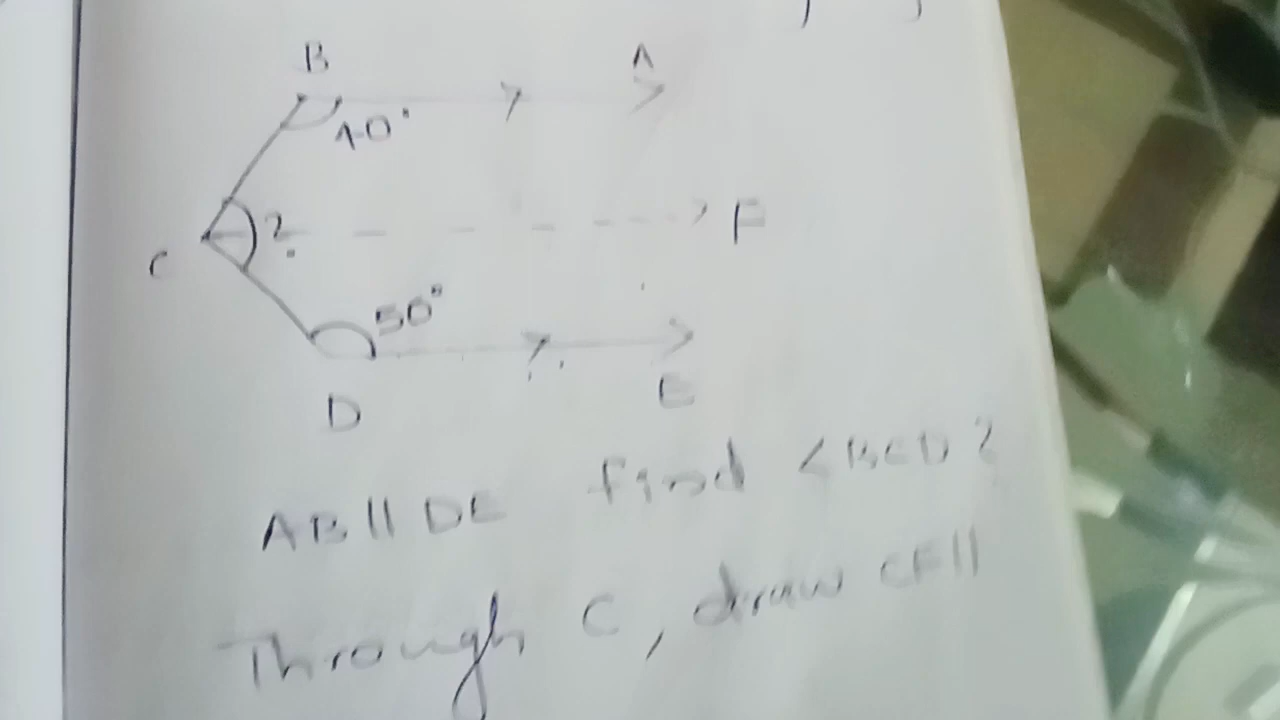 B A
40°
?
F
C
50°
D E
AB || DE find <BCD?
Through C, draw CF ||